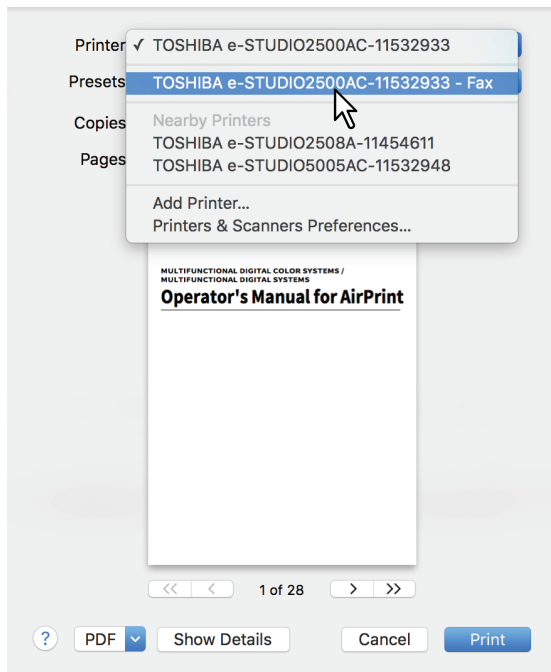 Printer ✓ TOSHIBA e-STUDIO2500AC-11532933
Presets TOSHIBA e-STUDIO2500AC-11532933 - Fax
Copies Nearby Printers
TOSHIBA e-STUDIO2508A-11454611
Pages TOSHIBA e-STUDIO5005AC-11532948
Add Printer...
Printers & Scanners Preferences...
MULTIFUNCTIONAL DIGITAL COLOR SYSTEMS /
MULTIFUNCTIONAL DIGITAL SYSTEMS
Operator's Manual for AirPrint
<< < 1 of 28 > >>
? PDF Show Details Cancel Print